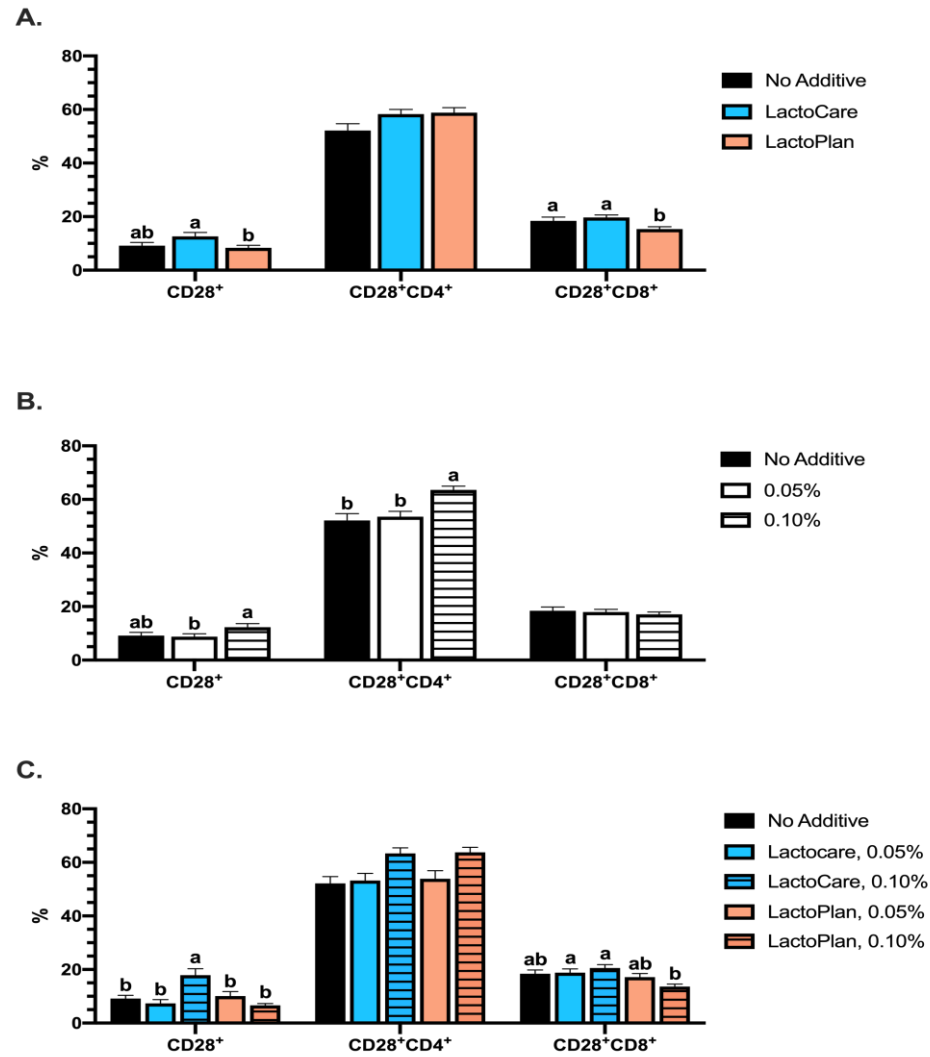 A.
80
60
40
20
0
%
ab a b
a a b
CD28⁺ CD28⁺CD4⁺ CD28⁺CD8⁺
No Additive
LactoCare
LactoPlan
B.
80
60
40
20
0
%
ab b a
b b a
CD28⁺ CD28⁺CD4⁺ CD28⁺CD8⁺
No Additive
0.05%
0.10%
C.
80
60
40
20
0
%
b b a b b
ab a a ab b
CD28⁺ CD28⁺CD4⁺ CD28⁺CD8⁺
No Additive
Lactocare, 0.05%
LactoCare, 0.10%
LactoPlan, 0.05%
LactoPlan, 0.10%